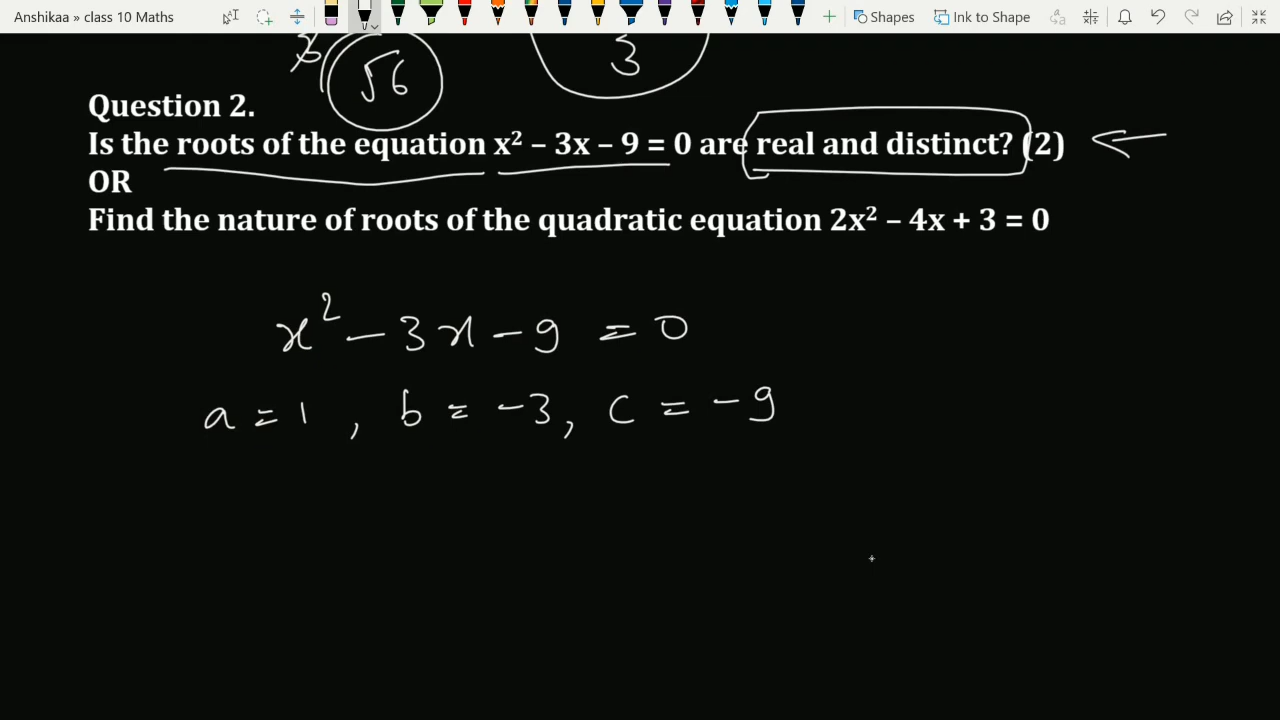 Anshikaa » class 10 Maths
Shapes
Ink to Shape
√6
3
Question 2.
Is the roots of the equation x² – 3x – 9 = 0 are real and distinct? (2)
OR
Find the nature of roots of the quadratic equation 2x² – 4x + 3 = 0
x² – 3x – 9 = 0
a = 1 , b = -3, c = -9